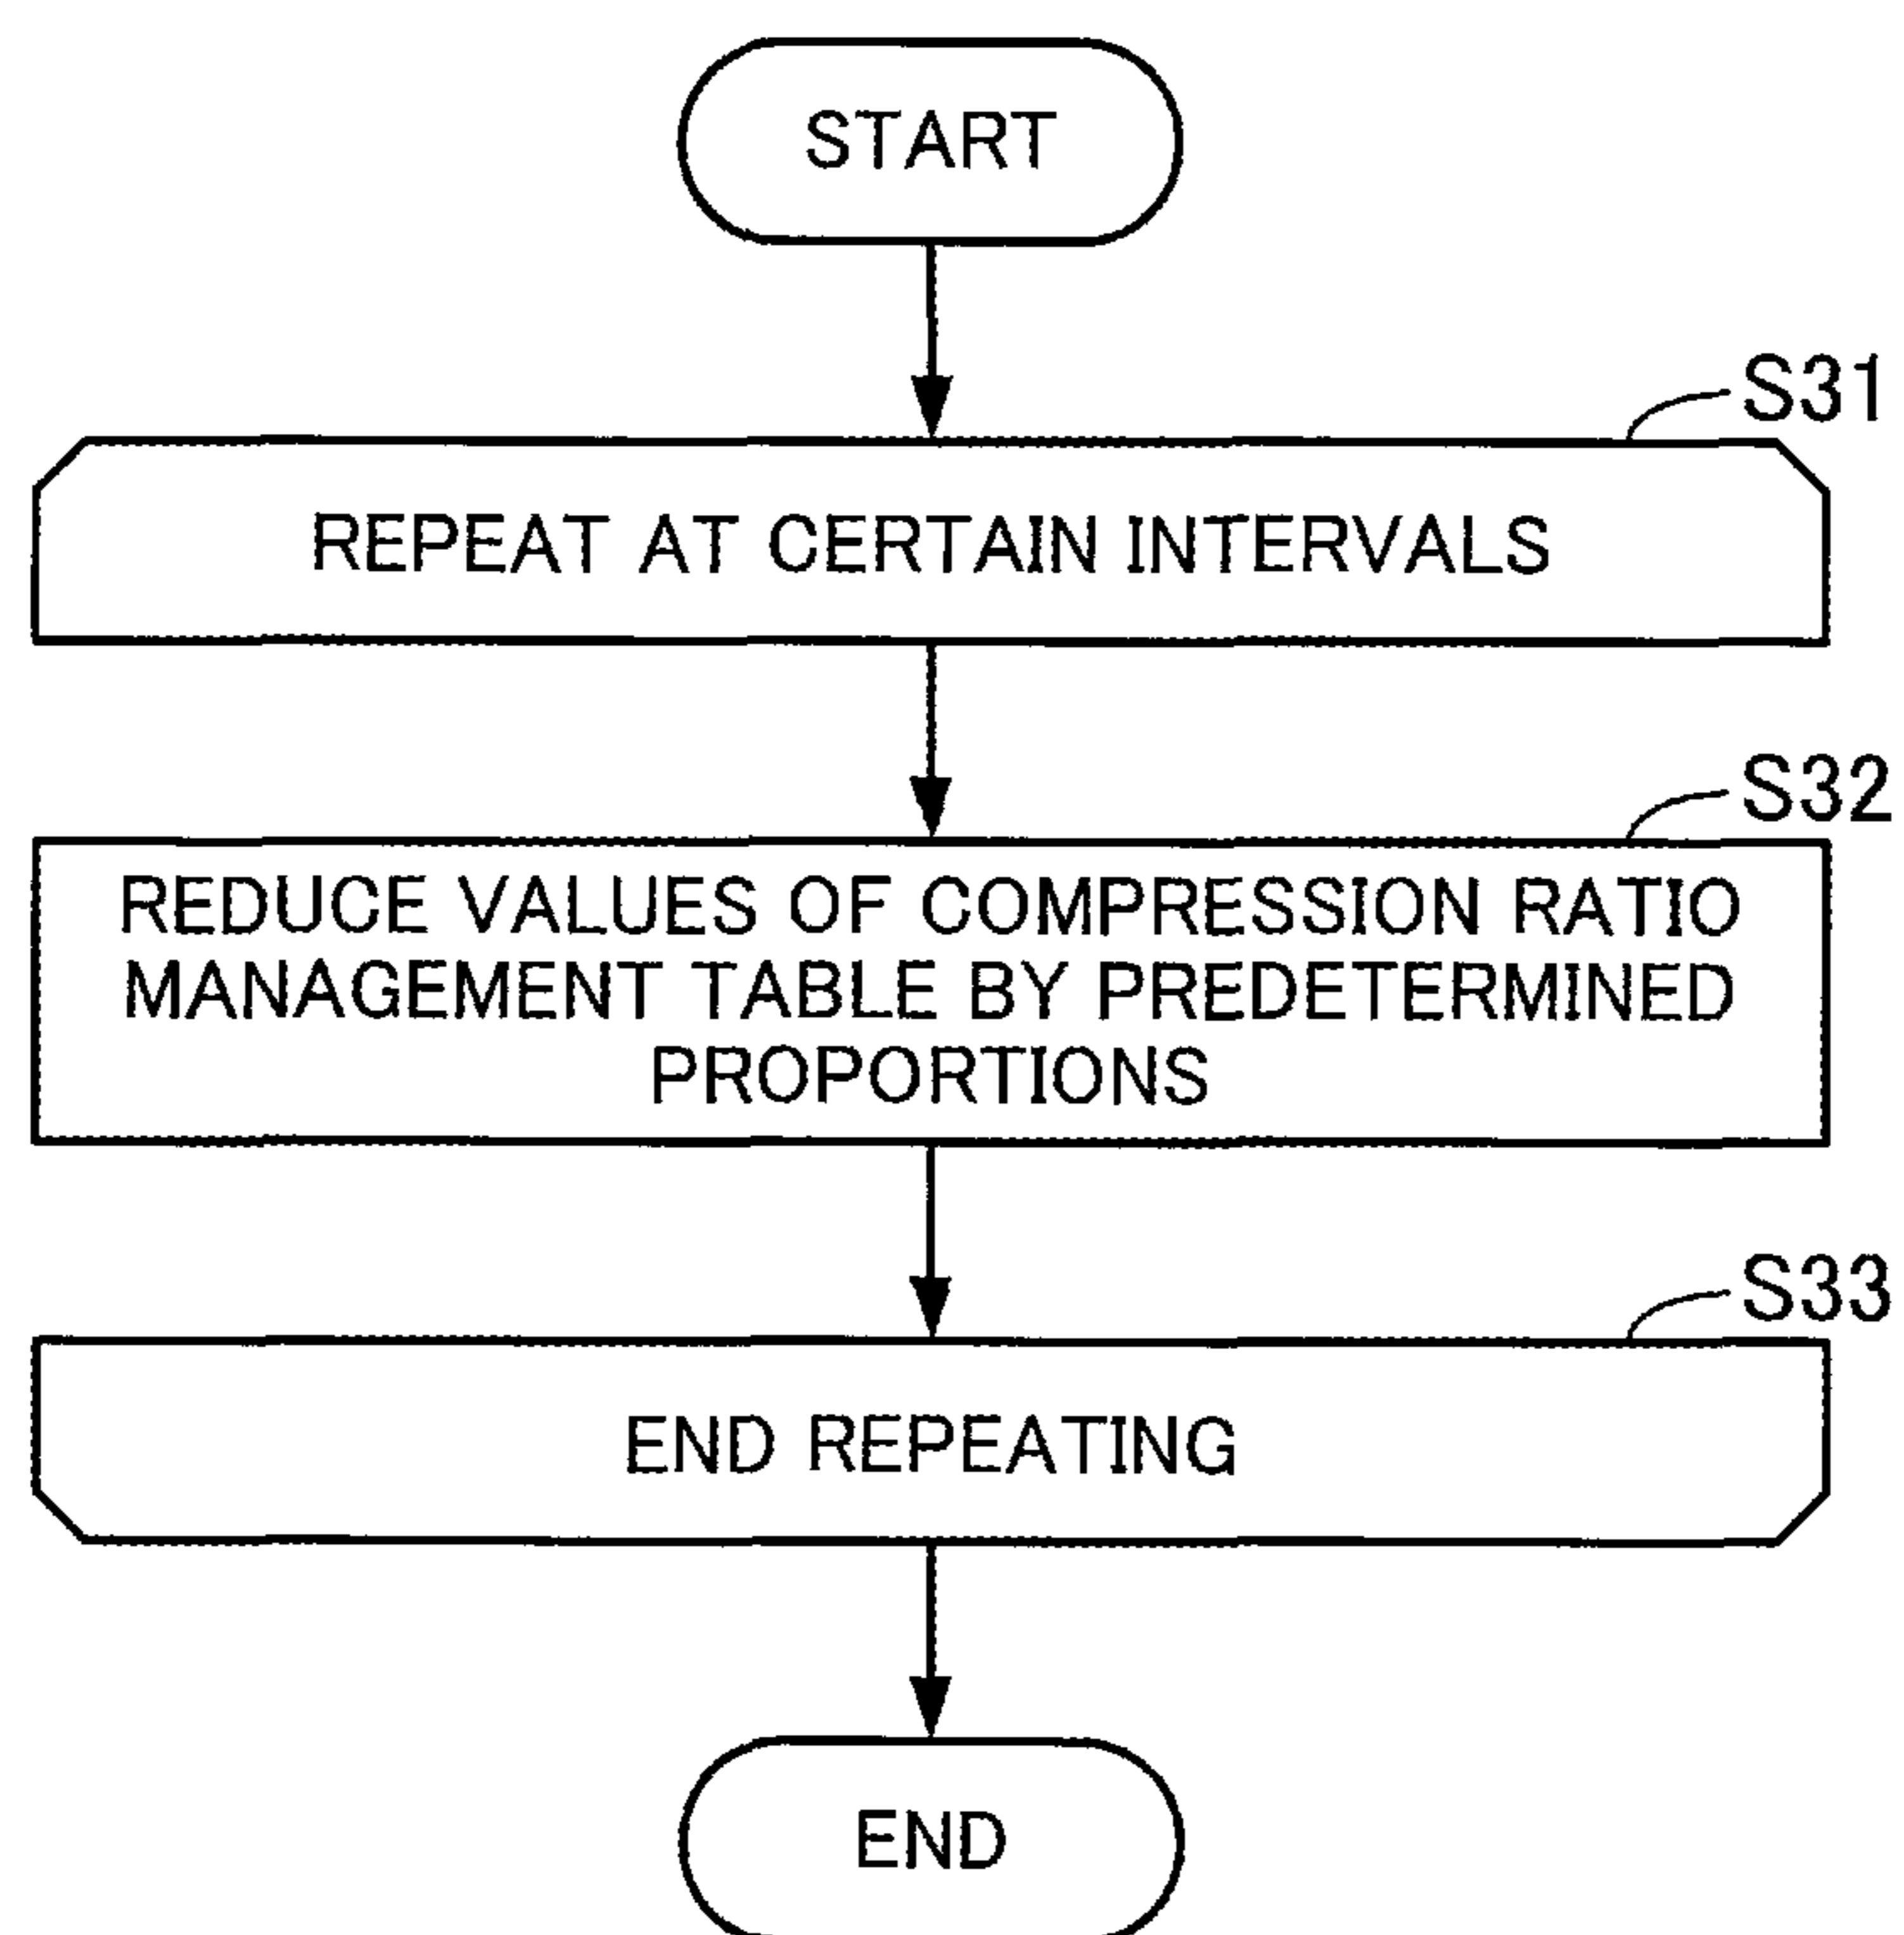 START
S31
REPEAT AT CERTAIN INTERVALS
S32
REDUCE VALUES OF COMPRESSION RATIO
MANAGEMENT TABLE BY PREDETERMINED
PROPORTIONS
S33
END REPEATING
END